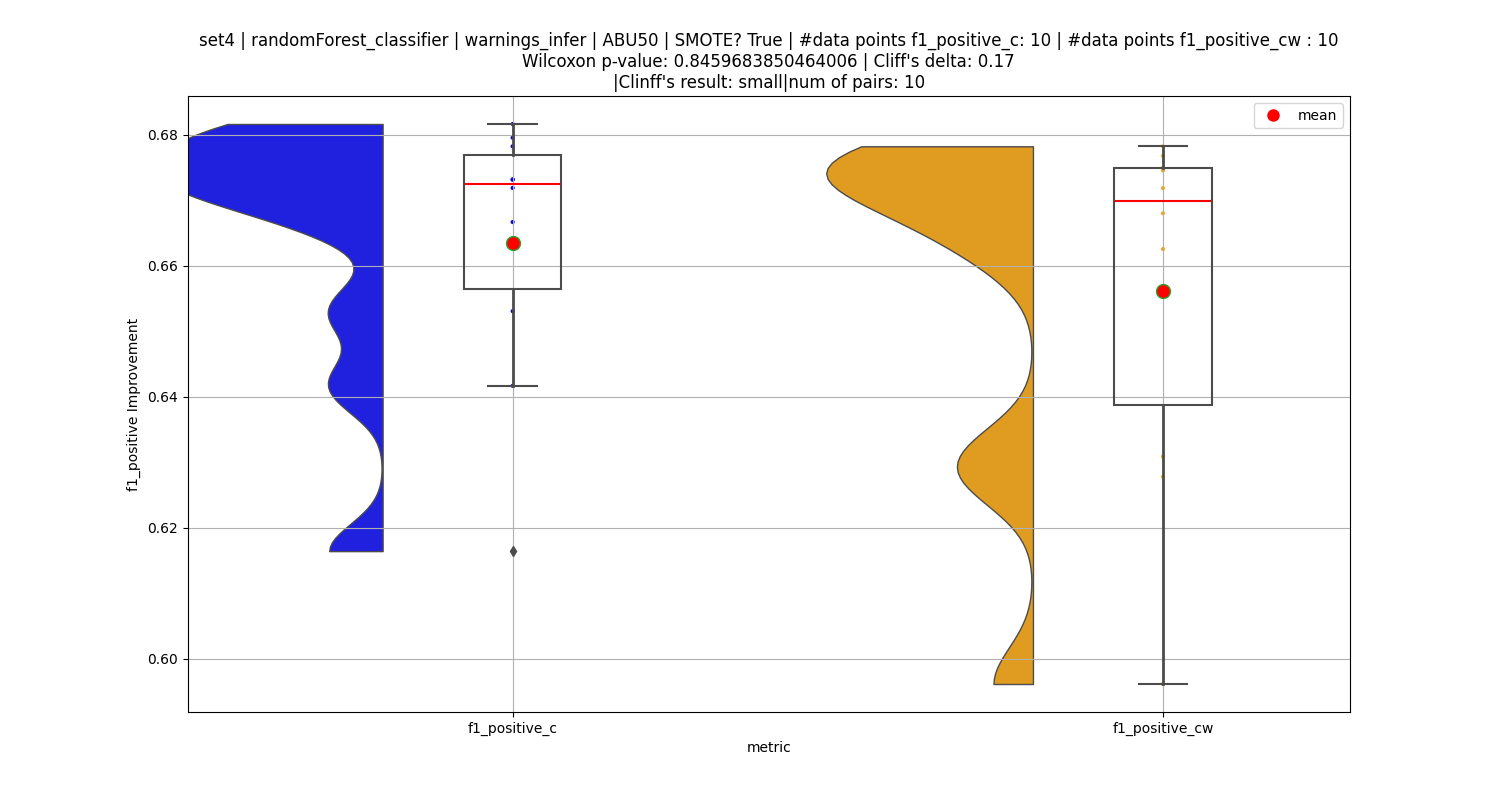 set4 | randomForest_classifier | warnings_infer | ABU50 | SMOTE? True | #data points f1_positive_c: 10 | #data points f1_positive_cw : 10
Wilcoxon p-value: 0.8459683850464006 | Cliff's delta: 0.17
|Clinff's result: small|num of pairs: 10
mean
0.68
0.66
0.64
0.62
0.60
f1_positive Improvement
f1_positive_c
f1_positive_cw
metric